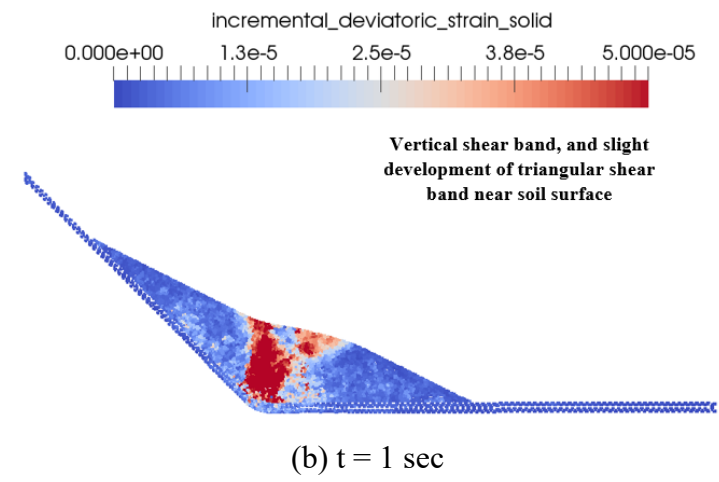 incremental_deviatoric_strain_solid
0.000e+00 1.3e-5 2.5e-5 3.8e-5 5.000e-05
Vertical shear band, and slight
development of triangular shear
band near soil surface
(b) t = 1 sec